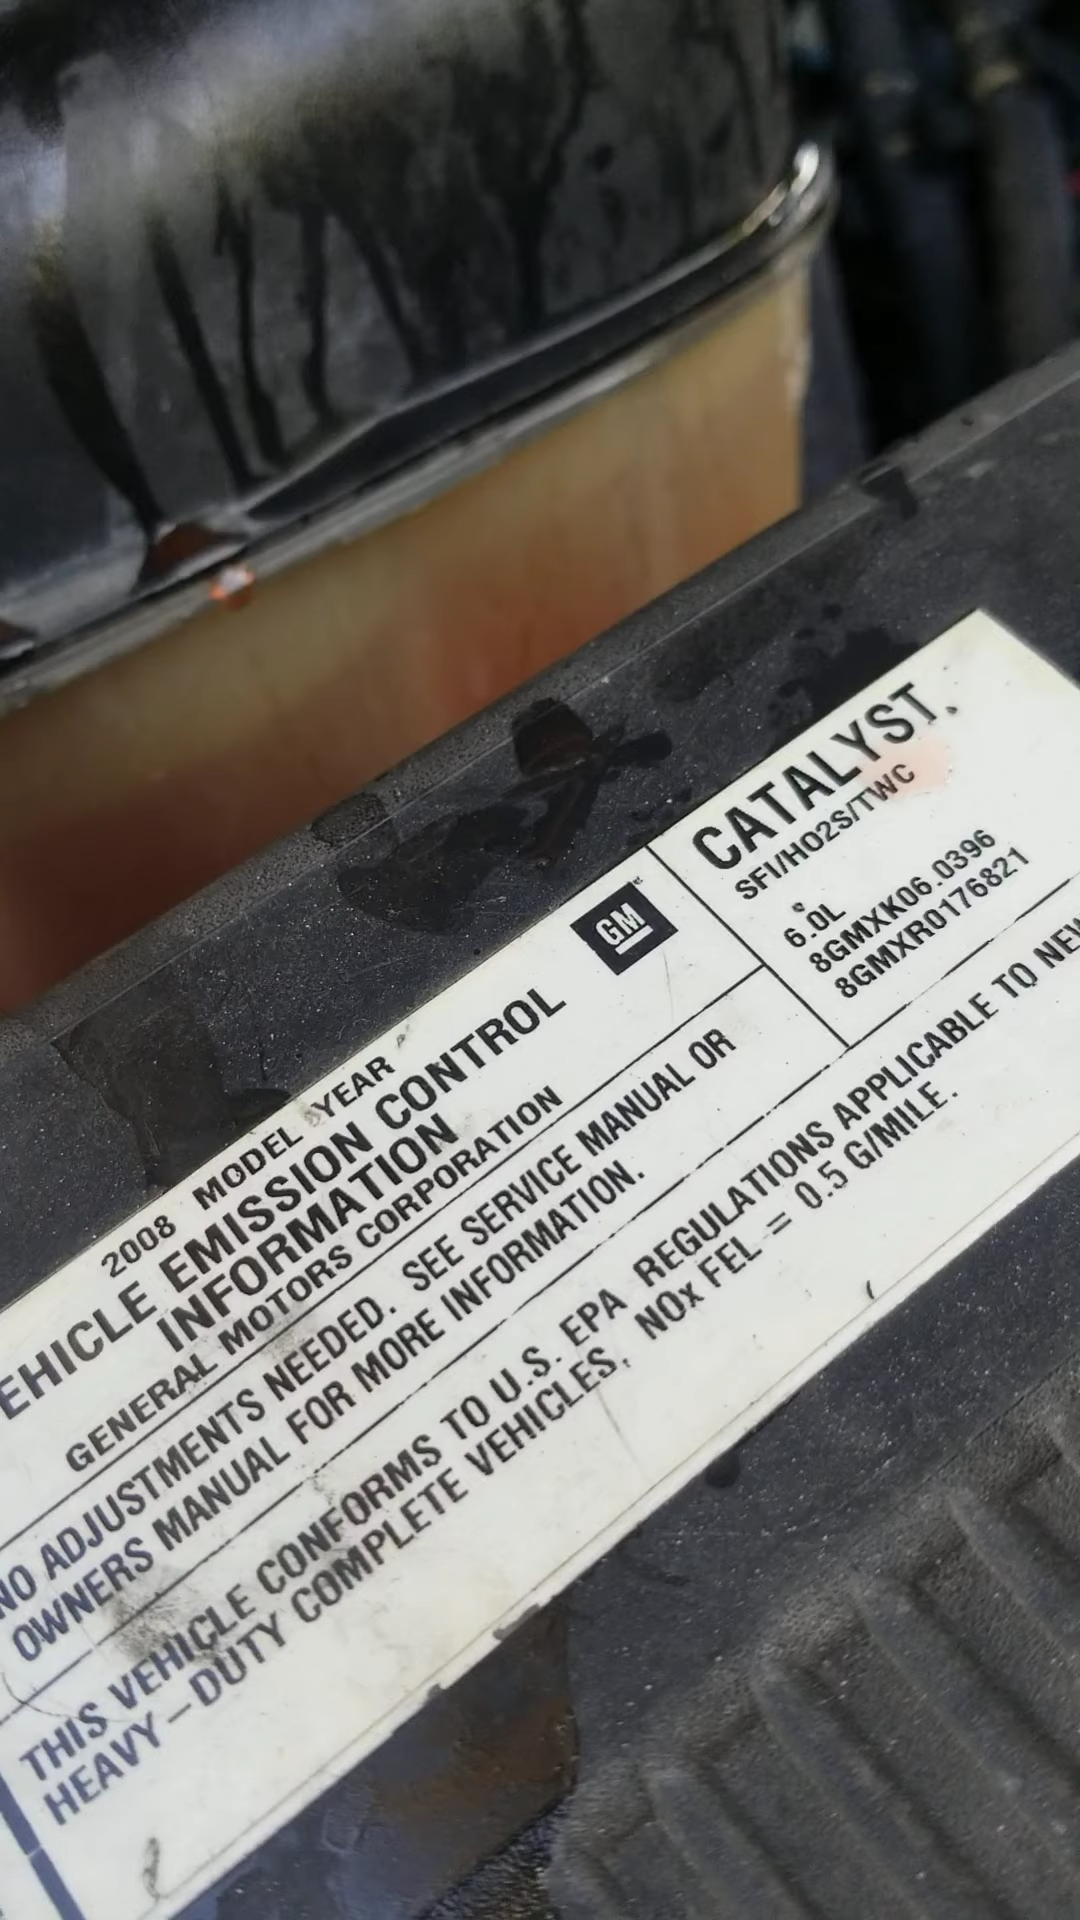 2008 MODEL YEAR
EHICLE EMISSION CONTROL
INFORMATION
GENERAL MOTORS CORPORATION
GM
CATALYST
SFI/HO2S/TWC
6.0L
8GMXK06.0396
8GMXR0176821
NO ADJUSTMENTS NEEDED. SEE SERVICE MANUAL OR
OWNERS MANUAL FOR MORE INFORMATION.
THIS VEHICLE CONFORMS TO U.S. EPA REGULATIONS APPLICABLE TO NEW
HEAVY-DUTY COMPLETE VEHICLES, NOx FEL = 0.5 G/MILE.